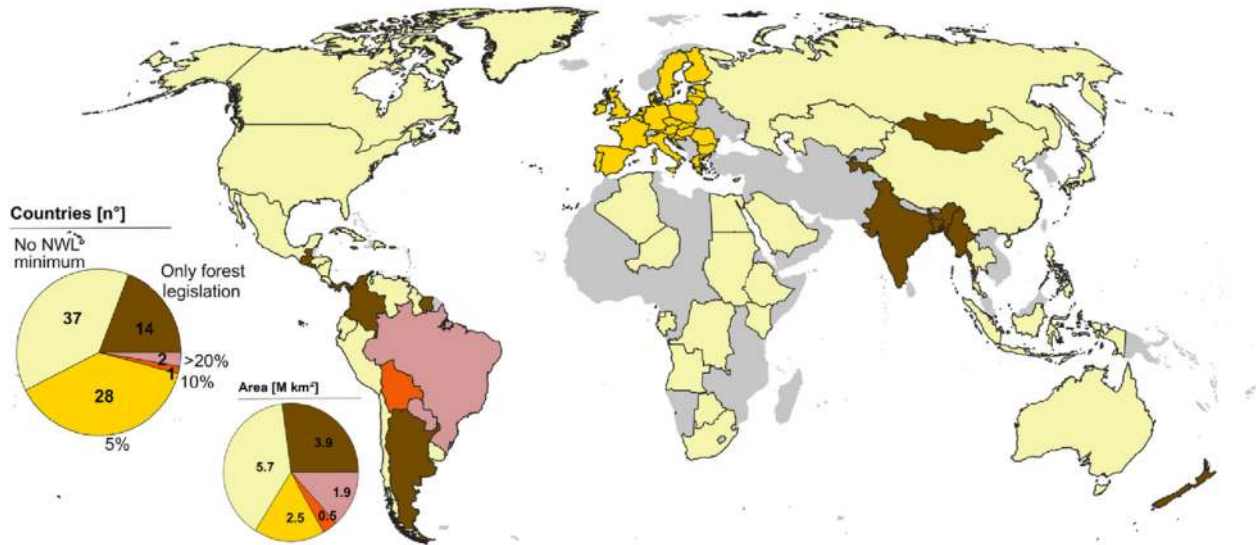 Countries [n°]
No NWL
minimum
Only forest
legislation
37
14
2
>20%
1
10%
28
5%
Area [M km²]
3.9
5.7
1.9
0.5
2.5